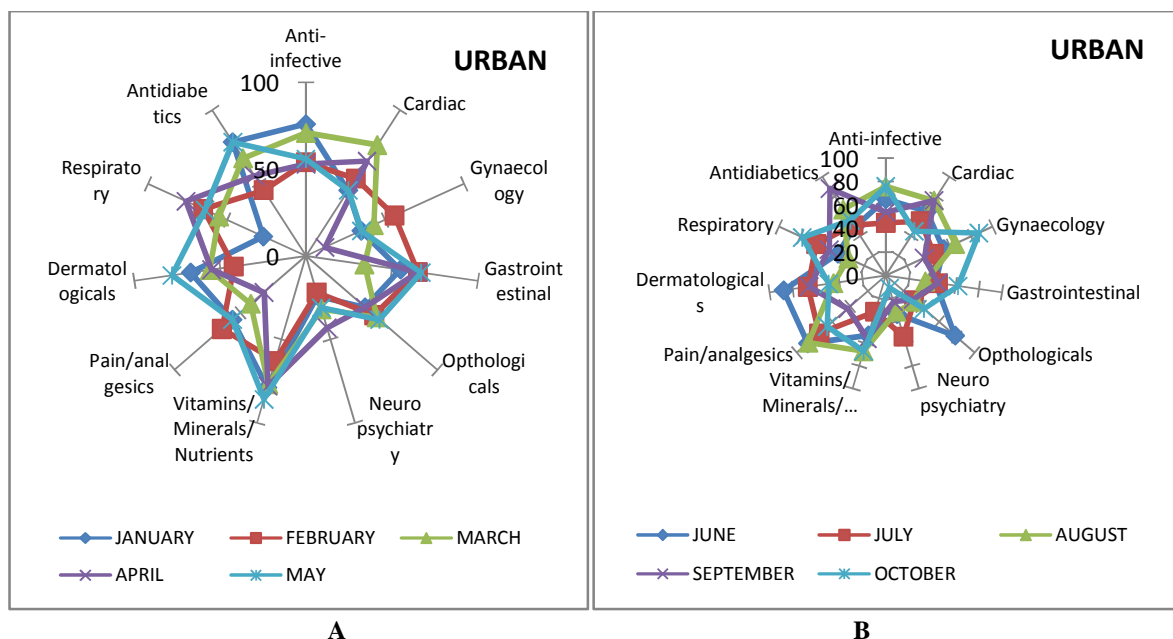 URBAN
Anti-
infective
Cardiac
Gynaecol
ogy
Gastroint
estinal
Opthologi
cals
Neuro
psychiatr
y
Vitamins/
Minerals/
Nutrients
Pain/anal
gesics
Dermatol
ogicals
Respirato
ry
Antidiabe
tics
100
50
0
JANUARY FEBRUARY MARCH
APRIL MAY
A
URBAN
Anti-infective
Cardiac
Gynaecology
Gastrointestinal
Opthologicals
Neuro
psychiatry
Vitamins/
Minerals/...
Pain/analgesics
Dermatological
s
Respiratory
Antidiabetics
100
80
60
40
20
0
JUNE JULY AUGUST
SEPTEMBER OCTOBER
B